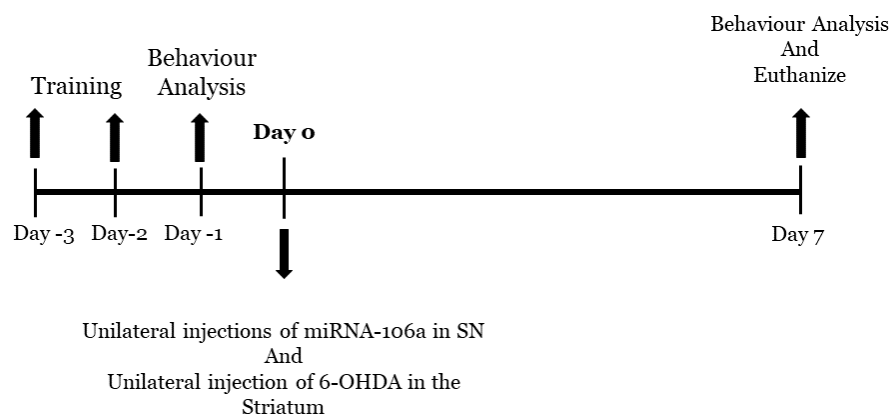 Behaviour Analysis
And
Euthanize
Training
Behaviour
Analysis
Day 0
Day -3
Day-2
Day -1
Day 7
Unilateral injections of miRNA-106a in SN
And
Unilateral injection of 6-OHDA in the
Striatum